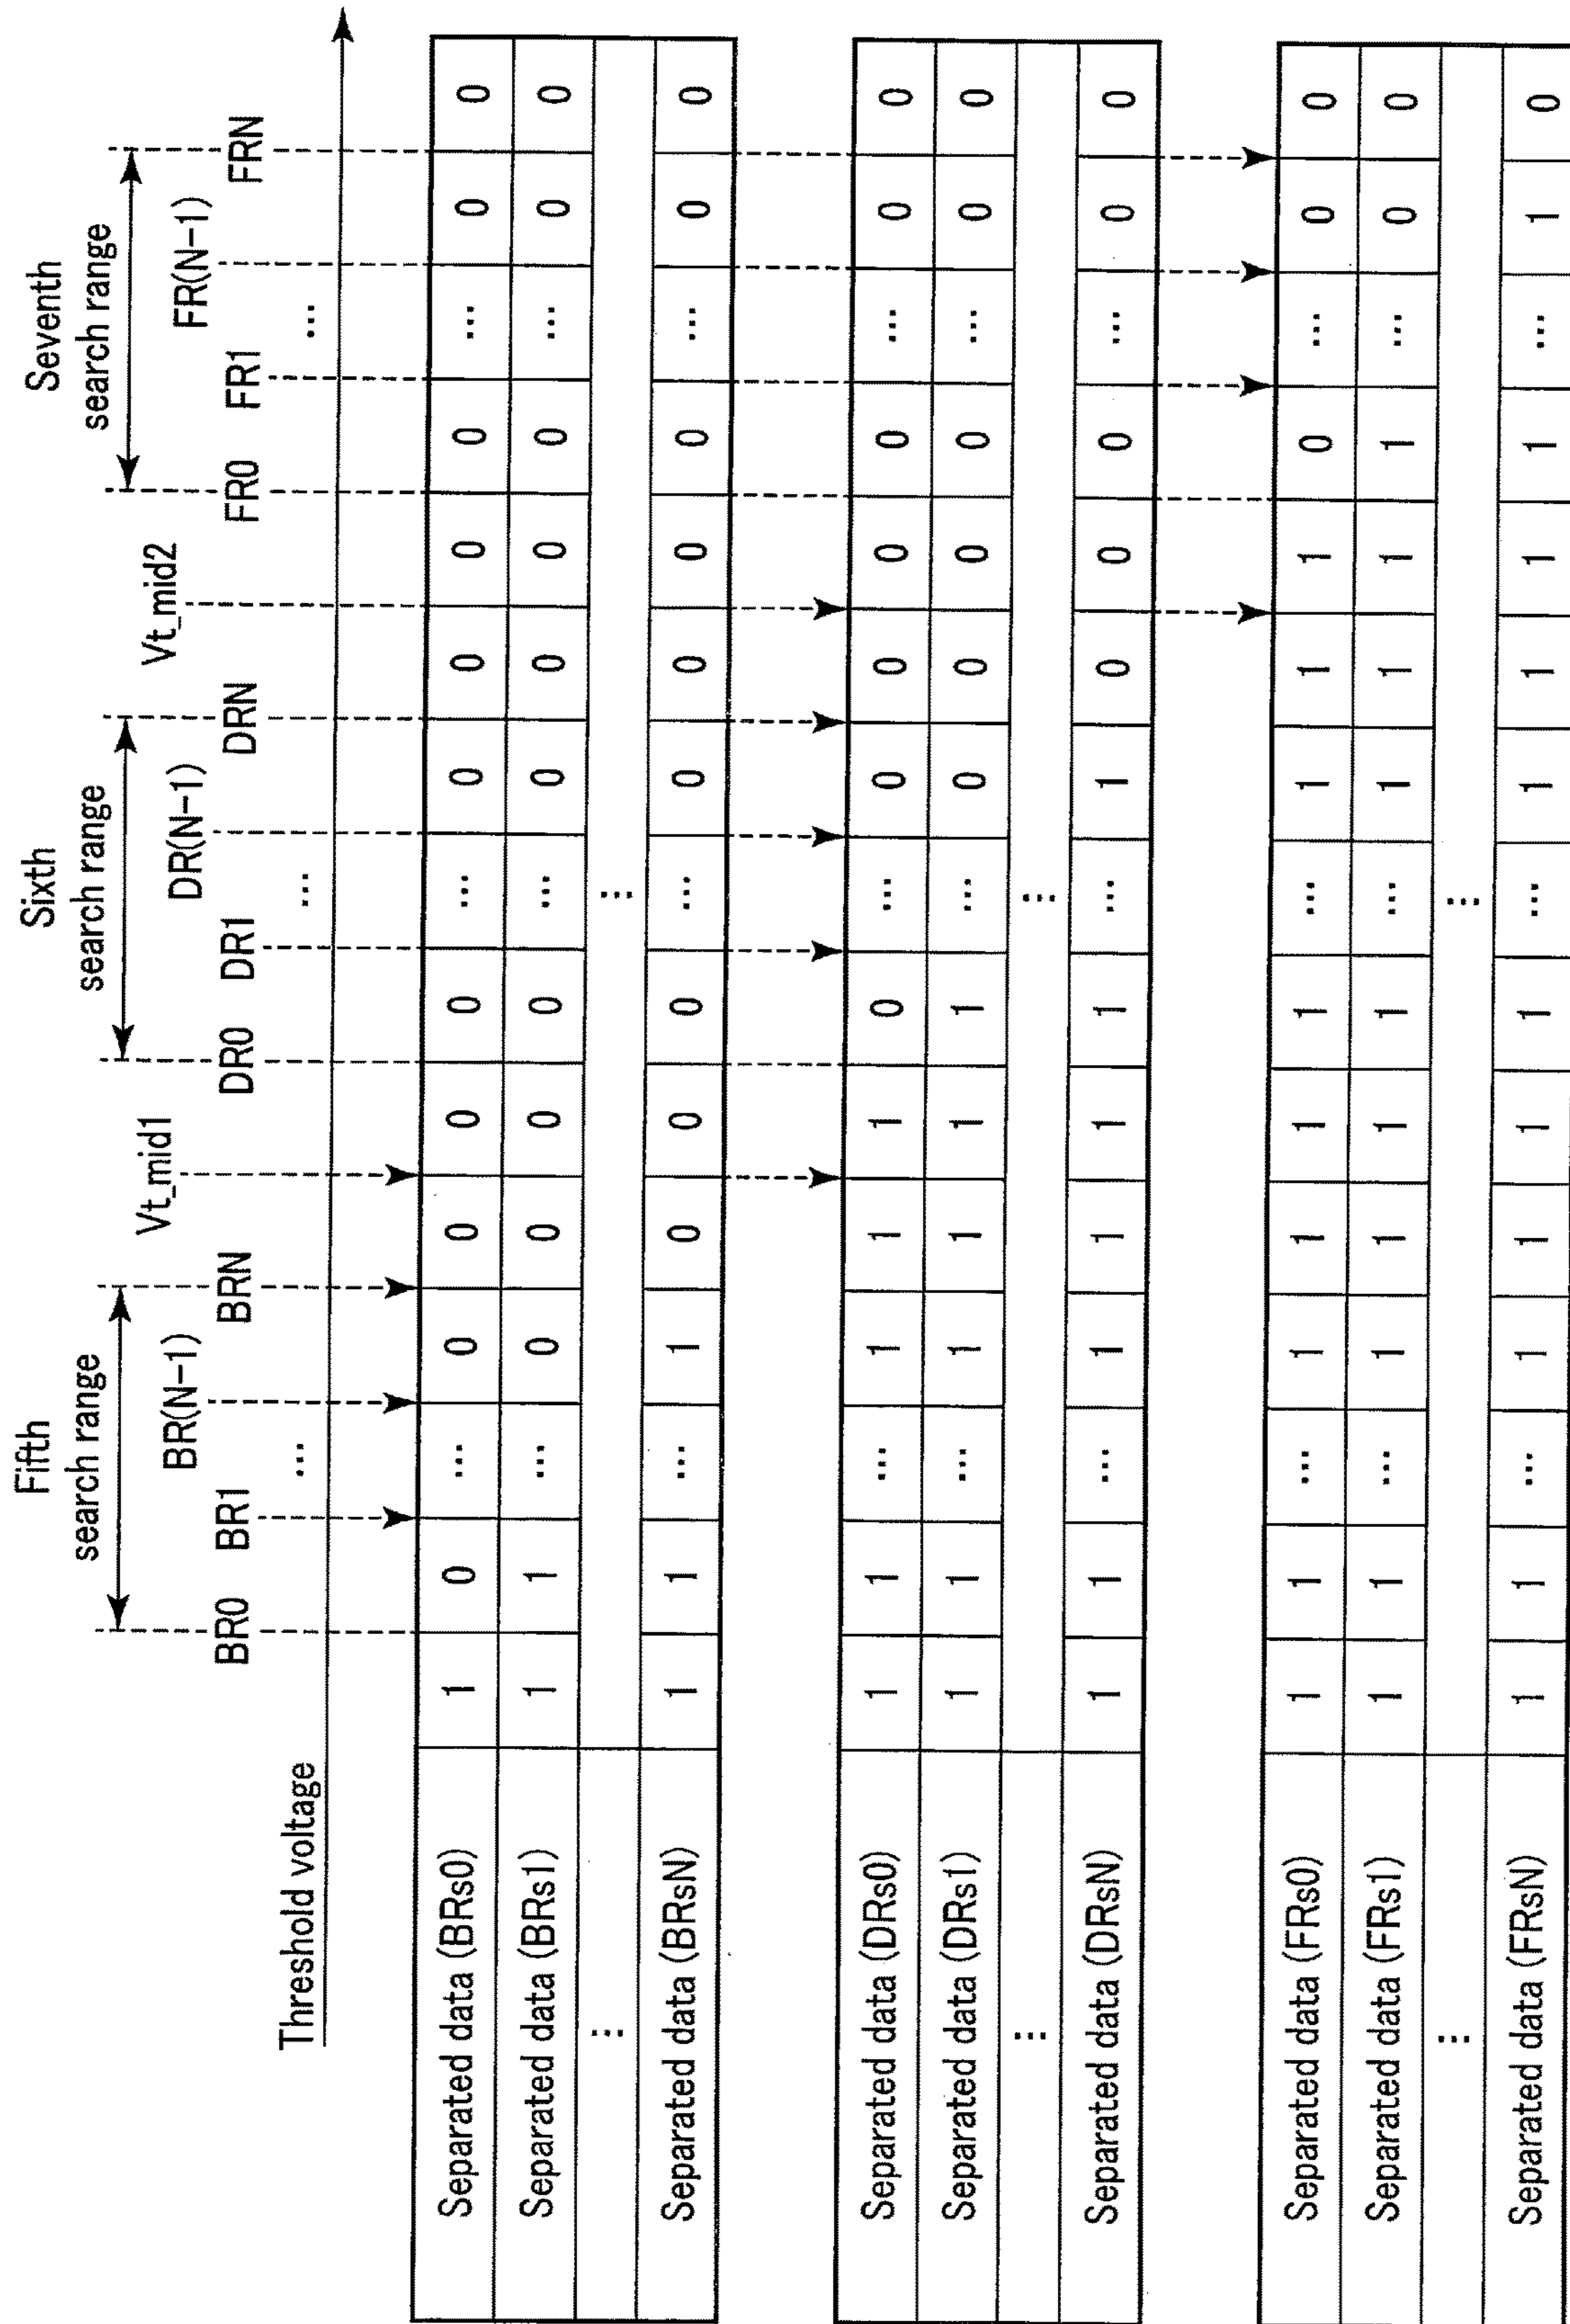 Fifth Sixth Seventh
search range search range search range
BR(N-1) Vt_mid1 DR(N-1) Vt_mid2 FR(N-1)
BR0 BR1 BRN DR0 DR1 DRN FR0 FR1 FRN
Threshold voltage ... ... ...
Separated data (BRs0) 1 0 ... 0 0 0 0 ... 0 0 0 0 ... 0 0
Separated data (BRs1) 1 1 ... 0 0 0 0 ... 0 0 0 0 ... 0 0
... ...
Separated data (BRsN) 1 1 ... 1 0 0 0 ... 0 0 0 0 ... 0 0
Separated data (DRs0) 1 1 ... 1 1 1 0 ... 0 0 0 0 ... 0 0
Separated data (DRs1) 1 1 ... 1 1 1 1 ... 0 0 0 0 ... 0 0
... ...
Separated data (DRsN) 1 1 ... 1 1 1 1 ... 1 0 0 0 ... 0 0
Separated data (FRs0) 1 1 ... 1 1 1 1 ... 1 1 1 0 ... 0 0
Separated data (FRs1) 1 1 ... 1 1 1 1 ... 1 1 1 1 ... 0 0
... ...
Separated data (FRsN) 1 1 ... 1 1 1 1 ... 1 1 1 1 ... 1 0